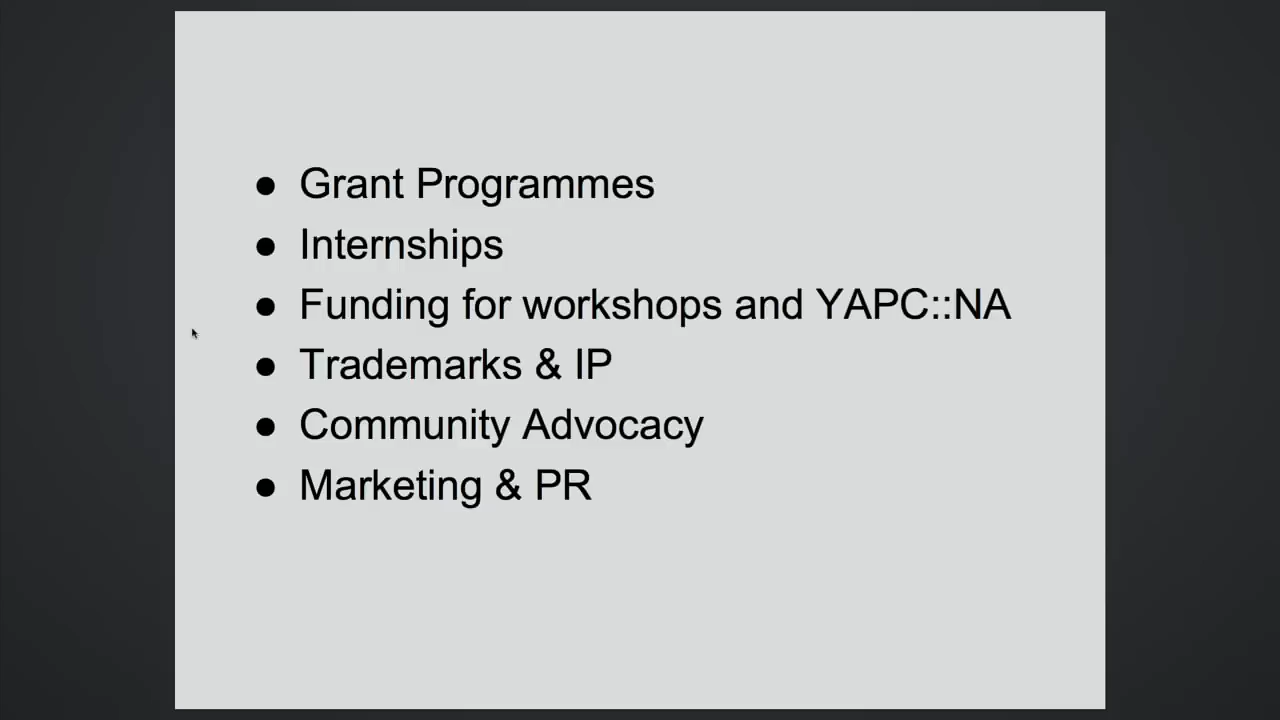 ● Grant Programmes
● Internships
● Funding for workshops and YAPC::NA
● Trademarks & IP
● Community Advocacy
● Marketing & PR